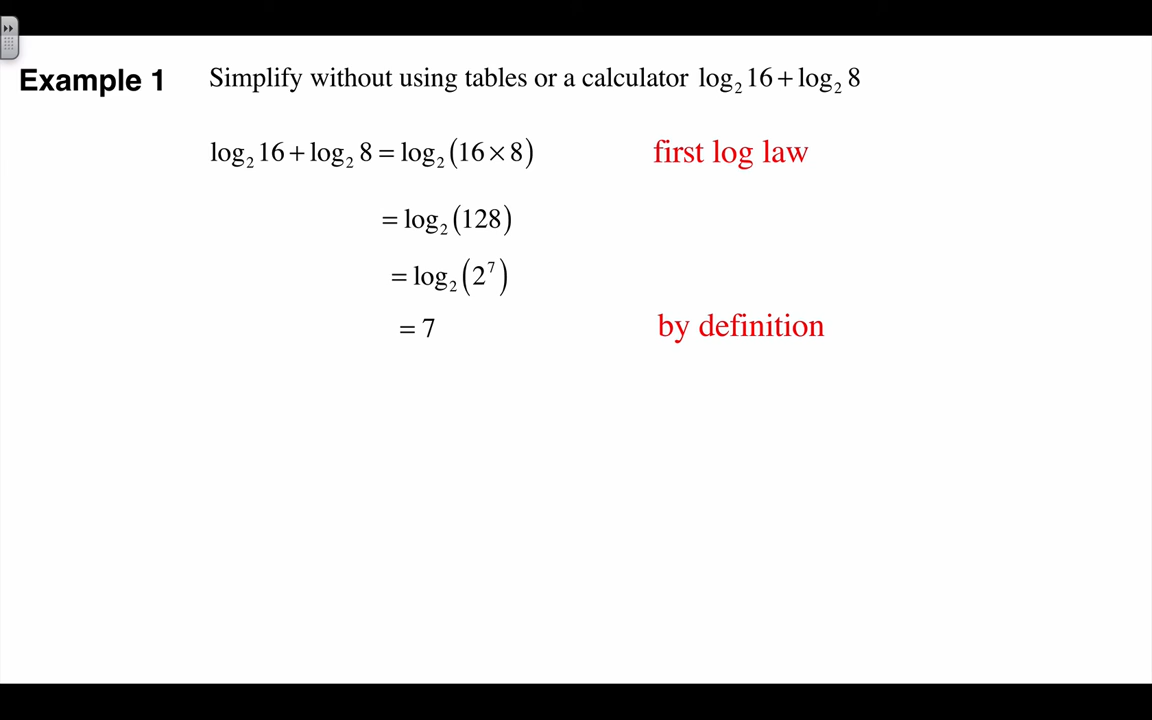 Example 1 Simplify without using tables or a calculator log₂ 16 + log₂ 8
log₂ 16 + log₂ 8 = log₂ (16 × 8) first log law
= log₂ (128)
= log₂ (2⁷)
= 7 by definition